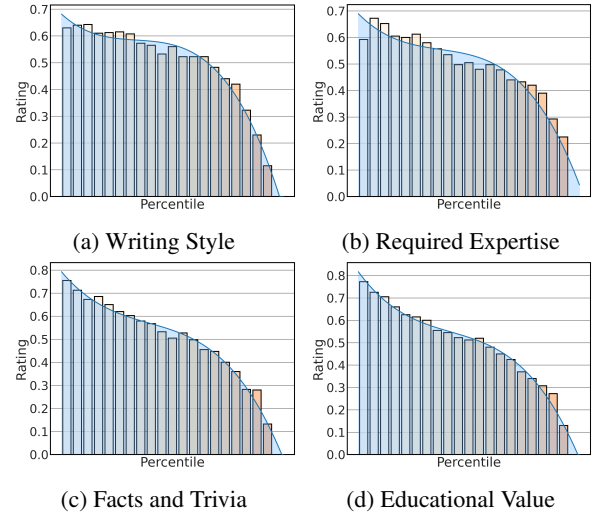 0.7
0.6
0.5
0.4
0.3
0.2
0.1
0.0
Rating
Percentile
(a) Writing Style
0.7
0.6
0.5
0.4
0.3
0.2
0.1
0.0
Rating
Percentile
(b) Required Expertise
0.8
0.7
0.6
0.5
0.4
0.3
0.2
0.1
0.0
Rating
Percentile
(c) Facts and Trivia
0.8
0.7
0.6
0.5
0.4
0.3
0.2
0.1
0.0
Rating
Percentile
(d) Educational Value